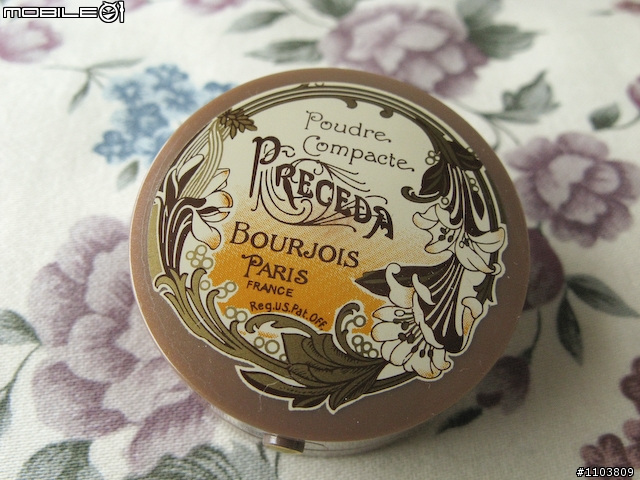 mobile01
Poudre
Compacte
PRECEDA
BOURJOIS
PARIS
FRANCE
Reg.U.S.Pat.Off.
#1103809